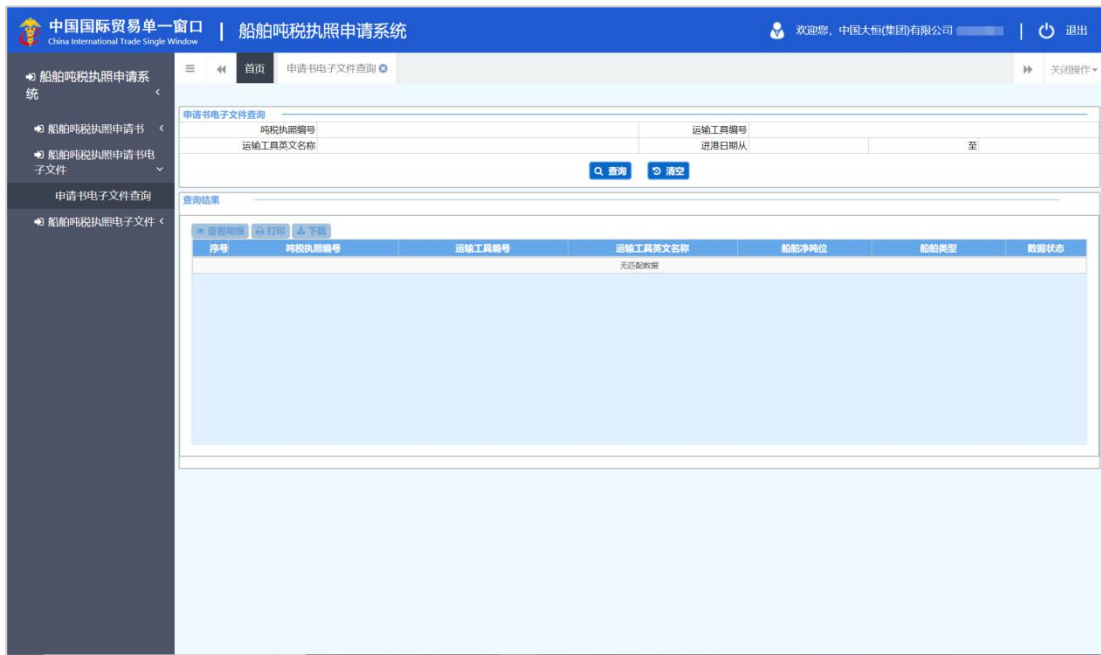 中国国际贸易单一窗口 | 船舶吨税执照申请系统
China International Trade Single Window
欢迎您，中国大恒(集团)有限公司
退出
船舶吨税执照申请系统
船舶吨税执照申请书
船舶吨税执照申请书电子文件
申请书电子文件查询
船舶吨税执照电子文件
首页 申请书电子文件查询
关闭操作
申请书电子文件查询
吨税执照编号 运输工具编号
运输工具英文名称 进港日期从 至
查询 清空
查询结果
查看明细 打印 下载
序号 吨税执照编号 运输工具编号 运输工具英文名称 船舶净吨位 船舶类型 数据状态
无匹配数据